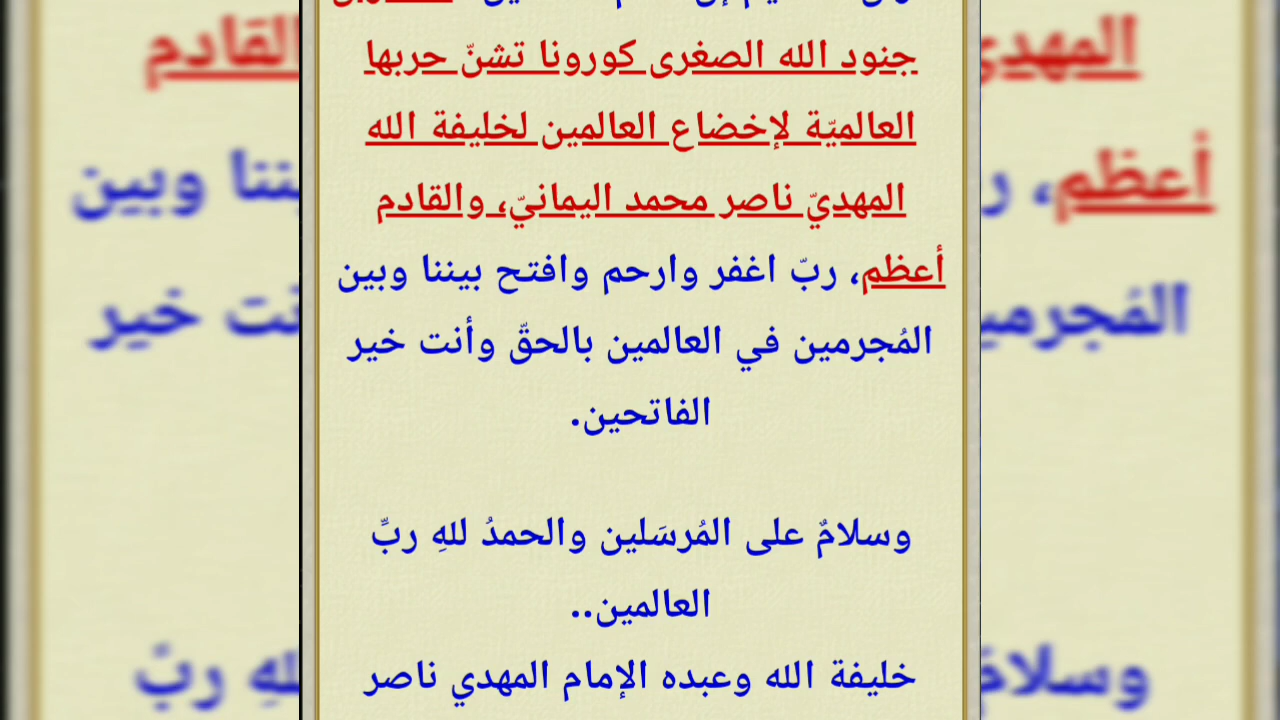 جنود الله الصغرى كورونا تشنّ حربها
العالميّة لإخضاع العالمين لخليفة الله
المهديّ ناصر محمد اليمانيّ، والقادم
أعظم، ربّ اغفر وارحم وافتح بيننا وبين
المُجرمين في العالمين بالحقّ وأنت خير
الفاتحين.
وسلامٌ على المُرسَلين والحمدُ للهِ ربِّ
العالمين..
خليفة الله وعبده الإمام المهدي ناصر